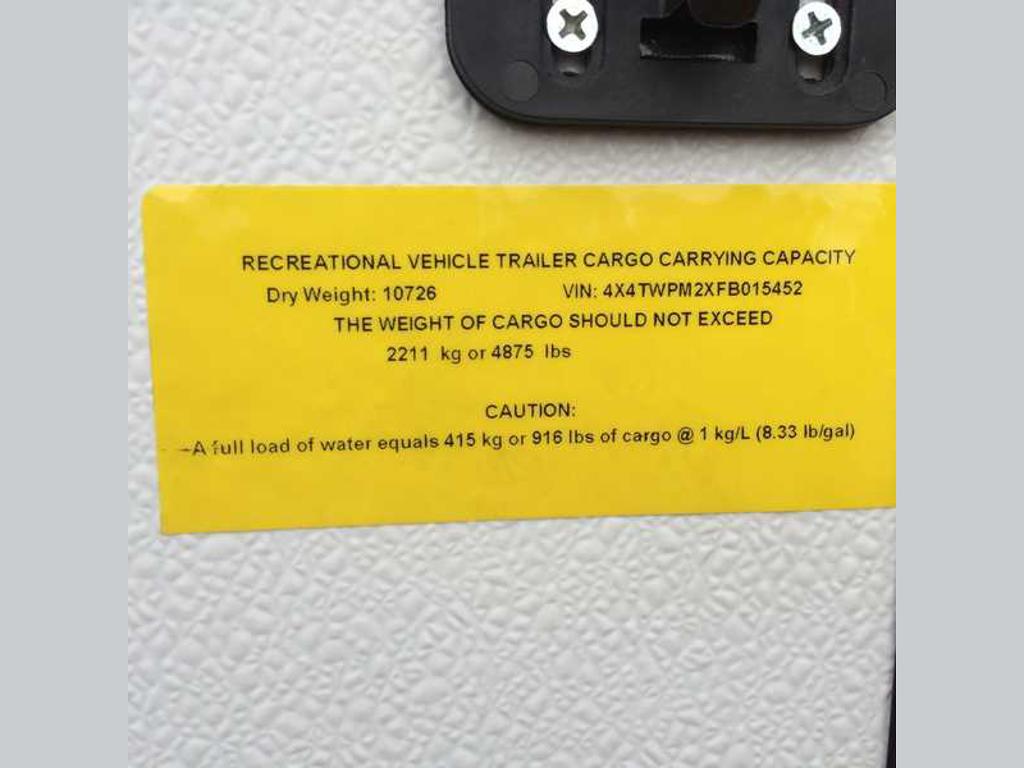 RECREATIONAL VEHICLE TRAILER CARGO CARRYING CAPACITY
Dry Weight: 10726 VIN: 4X4TWPM2XFB015452
THE WEIGHT OF CARGO SHOULD NOT EXCEED
2211 kg or 4875 lbs
CAUTION:
-A full load of water equals 415 kg or 916 lbs of cargo @ 1 kg/L (8.33 lb/gal)